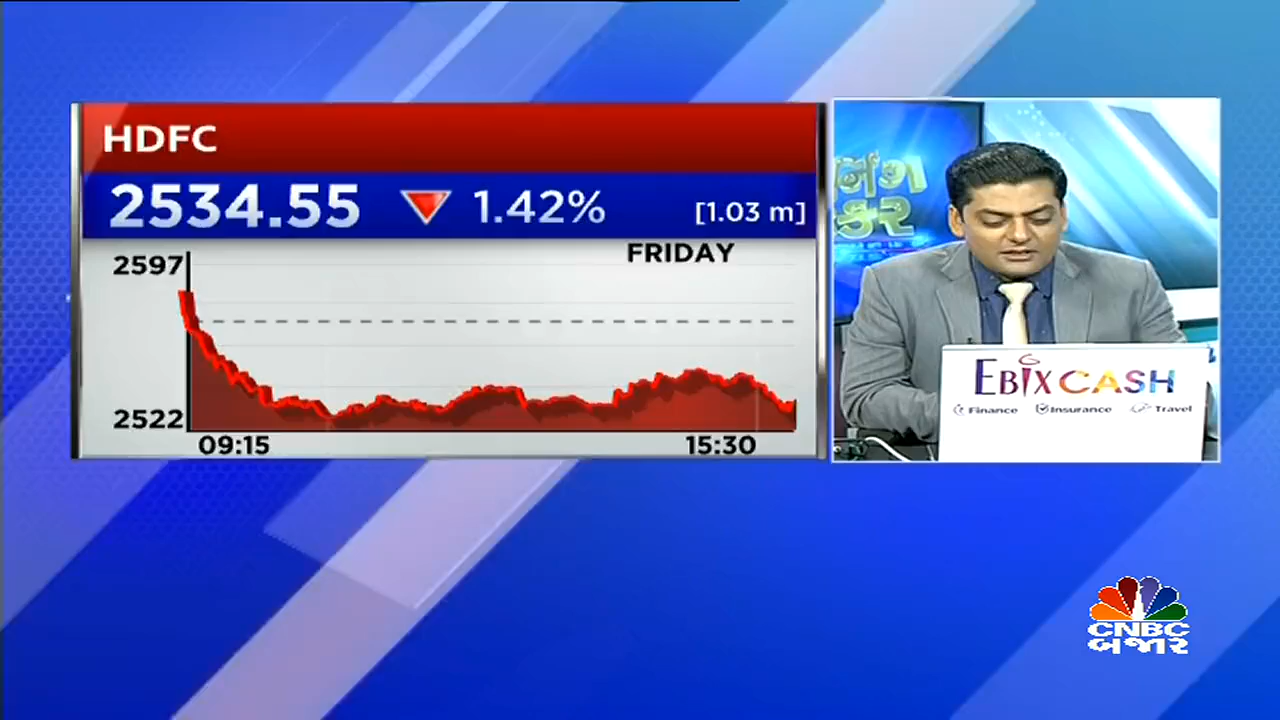 HDFC
2534.55 1.42% [1.03 m]
FRIDAY
2597
2522
09:15 15:30
EBIXCASH
Finance Insurance Travel
CNBC
બજાર